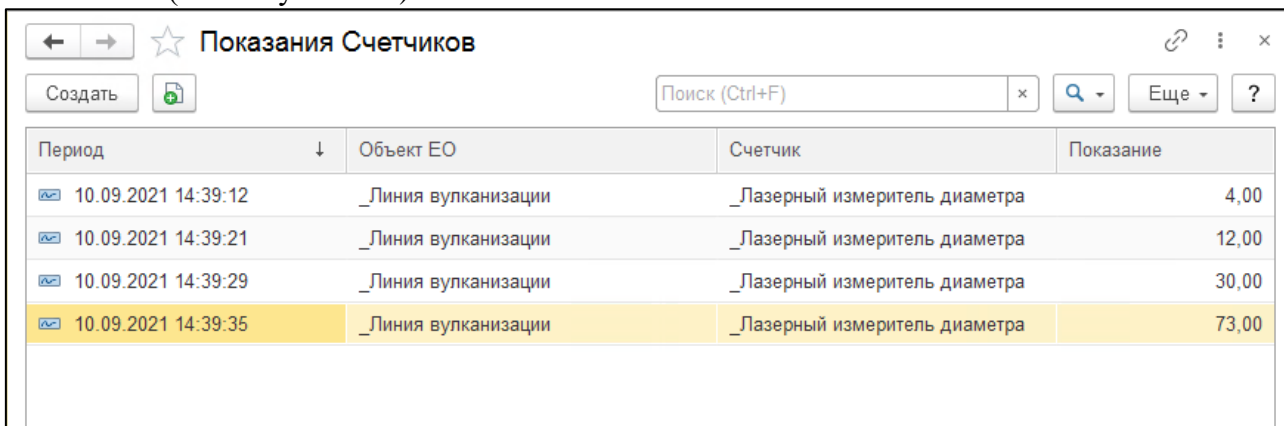 Показания Счетчиков
Создать Поиск (Ctrl+F) × Еще ?
Период ↓ Объект ЕО Счетчик Показание
10.09.2021 14:39:12 _Линия вулканизации _Лазерный измеритель диаметра 4,00
10.09.2021 14:39:21 _Линия вулканизации _Лазерный измеритель диаметра 12,00
10.09.2021 14:39:29 _Линия вулканизации _Лазерный измеритель диаметра 30,00
10.09.2021 14:39:35 _Линия вулканизации _Лазерный измеритель диаметра 73,00